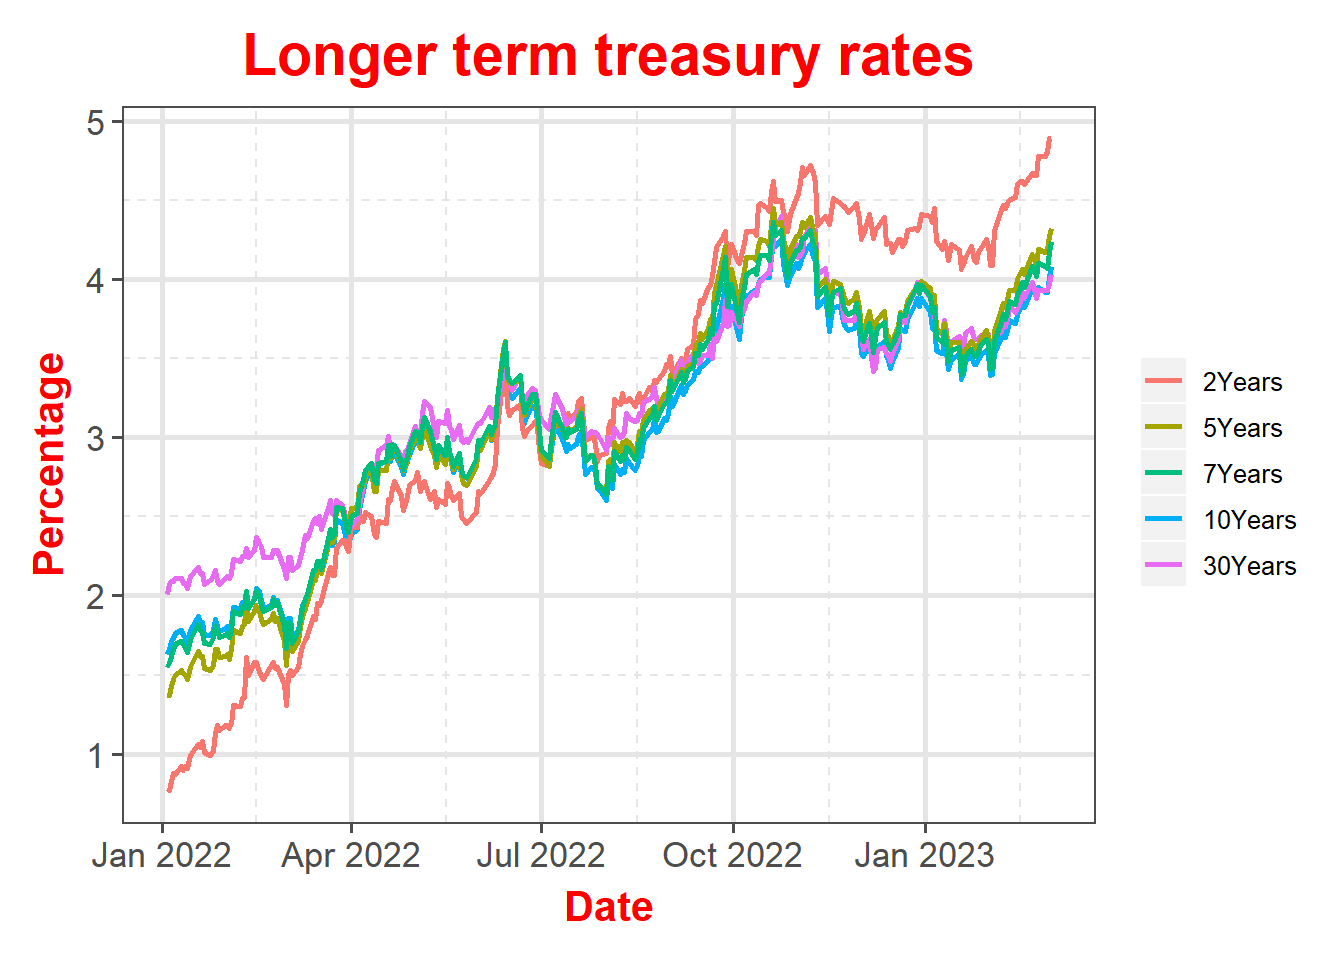 Longer term treasury rates
Percentage
5
4
3
2
1
Jan 2022 Apr 2022 Jul 2022 Oct 2022 Jan 2023
Date
2Years
5Years
7Years
10Years
30Years